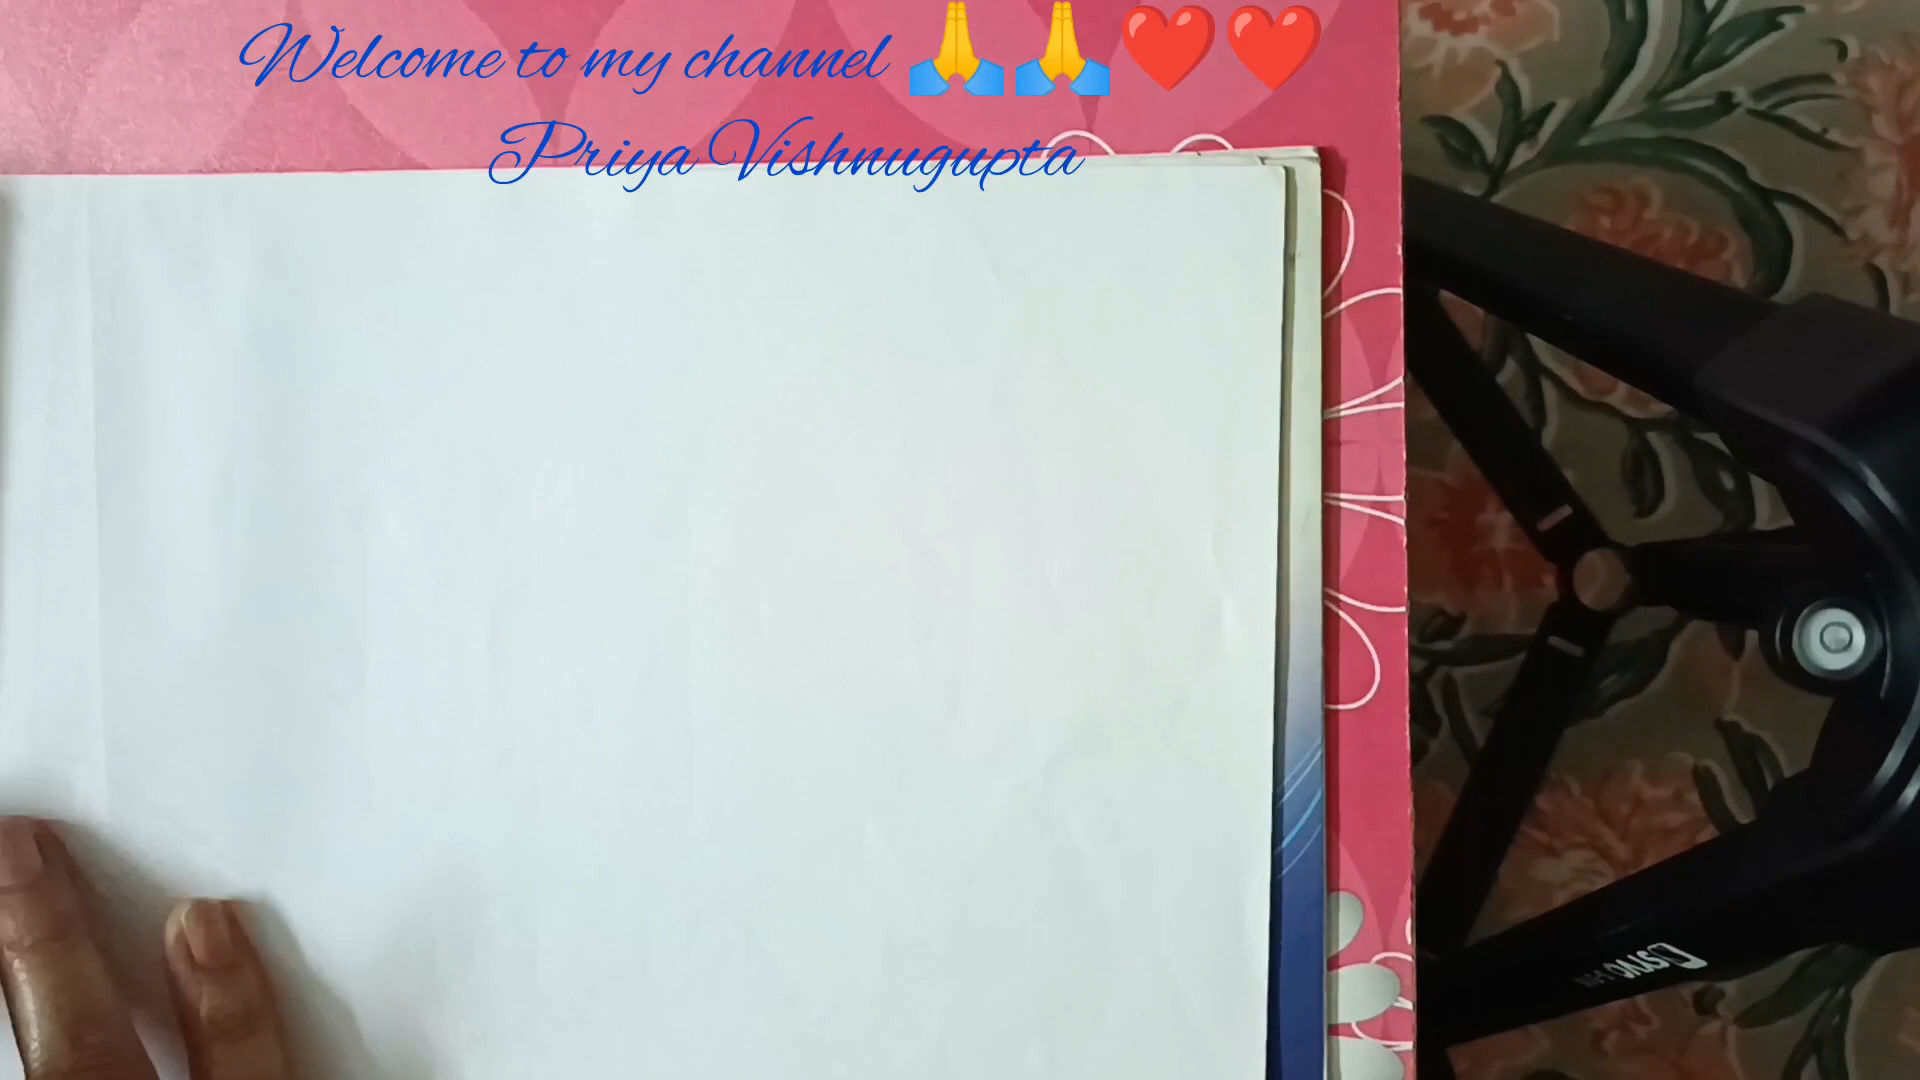 Welcome to my channel 🙏🙏❤️❤️
Priya Vishnugupta